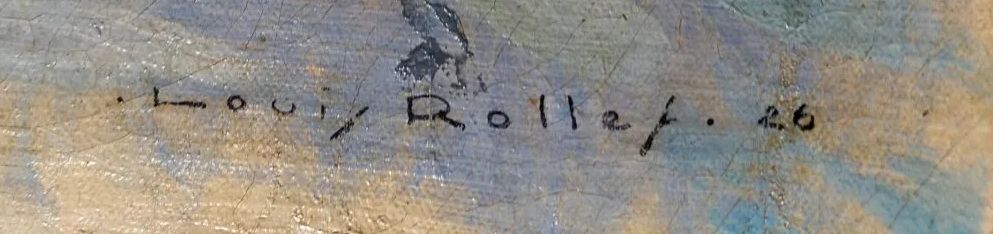 . Louis Rollet . 26